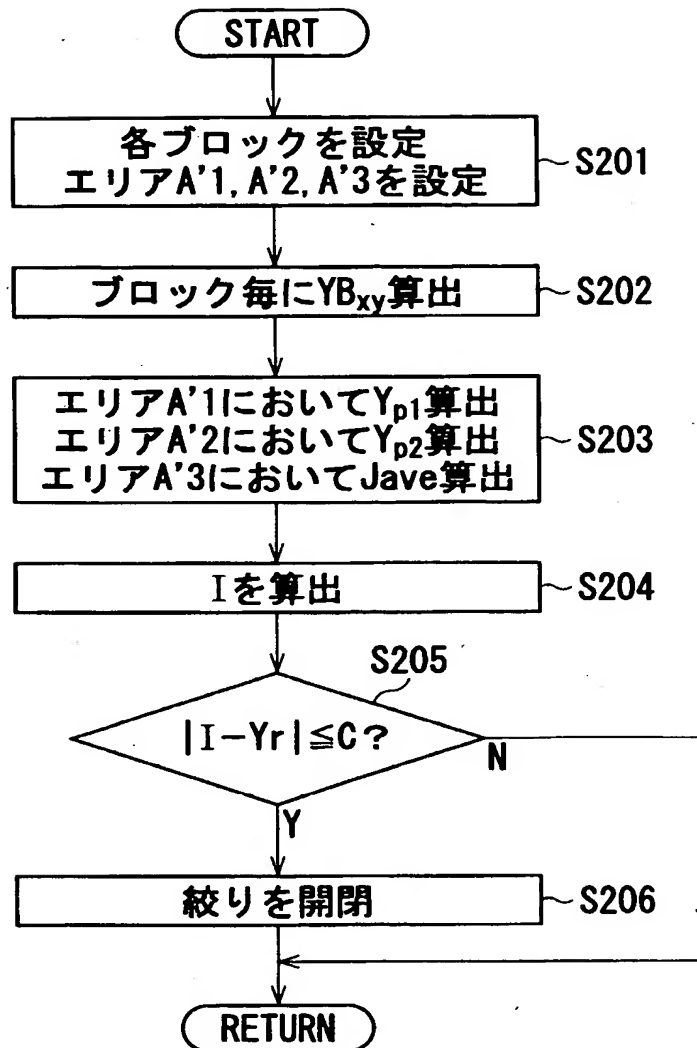 START
各ブロックを設定
エリアA'1, A'2, A'3を設定
S201
ブロック毎にYBxy算出
S202
エリアA'1においてYp1算出
エリアA'2においてYp2算出
エリアA'3においてJave算出
S203
Iを算出
S204
S205
|I-Yr|≦C?
N
Y
絞りを開閉
S206
RETURN